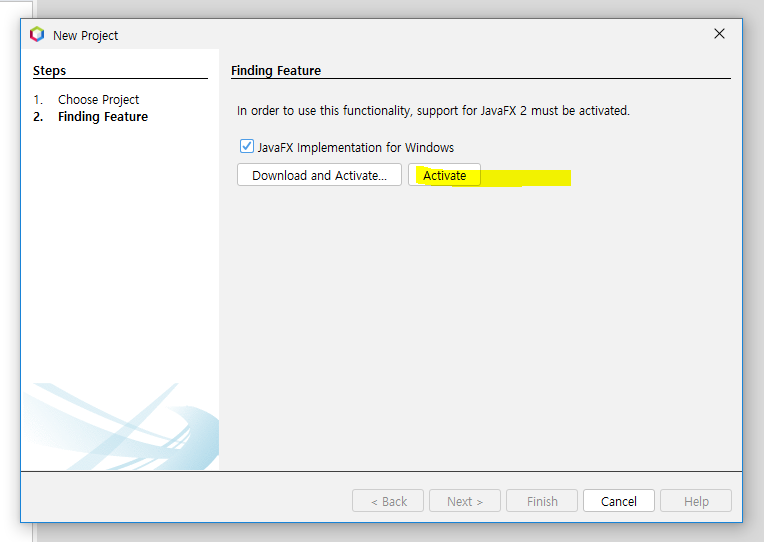 New Project
Steps
1. Choose Project
2. Finding Feature
Finding Feature
In order to use this functionality, support for JavaFX 2 must be activated.
JavaFX Implementation for Windows
Download and Activate... Activate
< Back Next > Finish Cancel Help